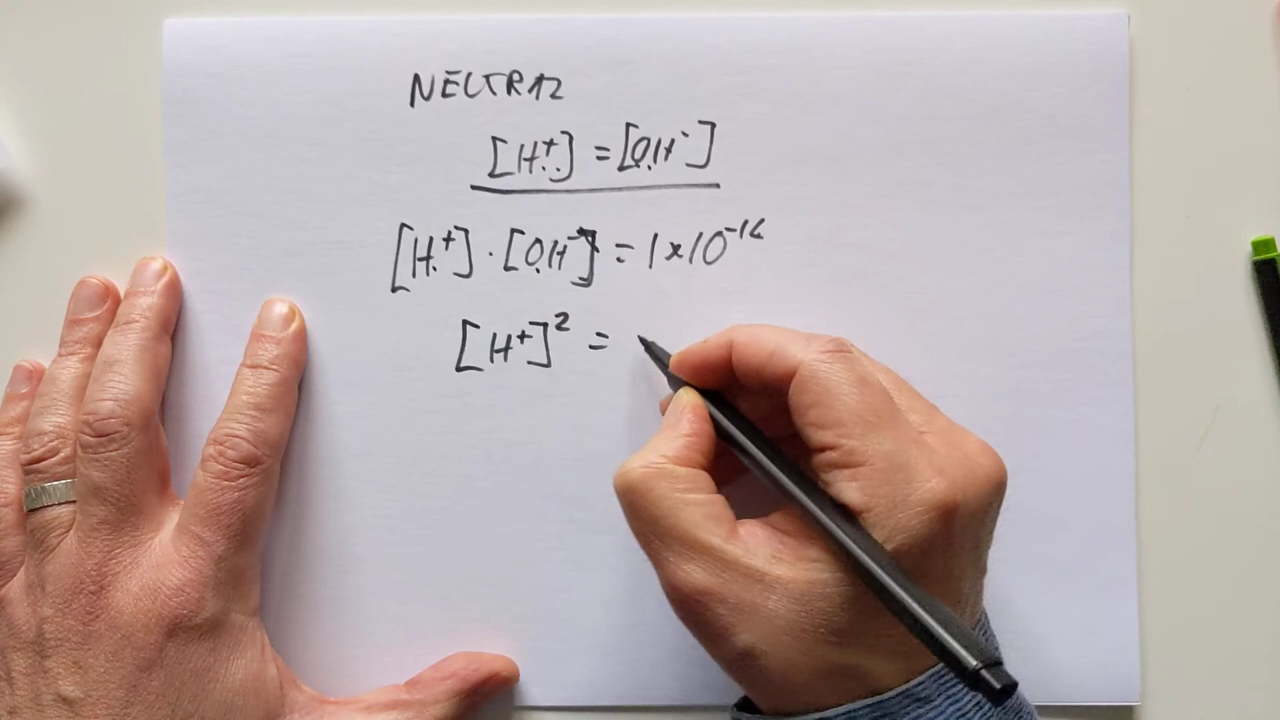 NEUTRAL
[H⁺] = [OH⁻]
[H⁺] · [OH⁻] = 1 × 10⁻¹⁴
[H⁺]² =